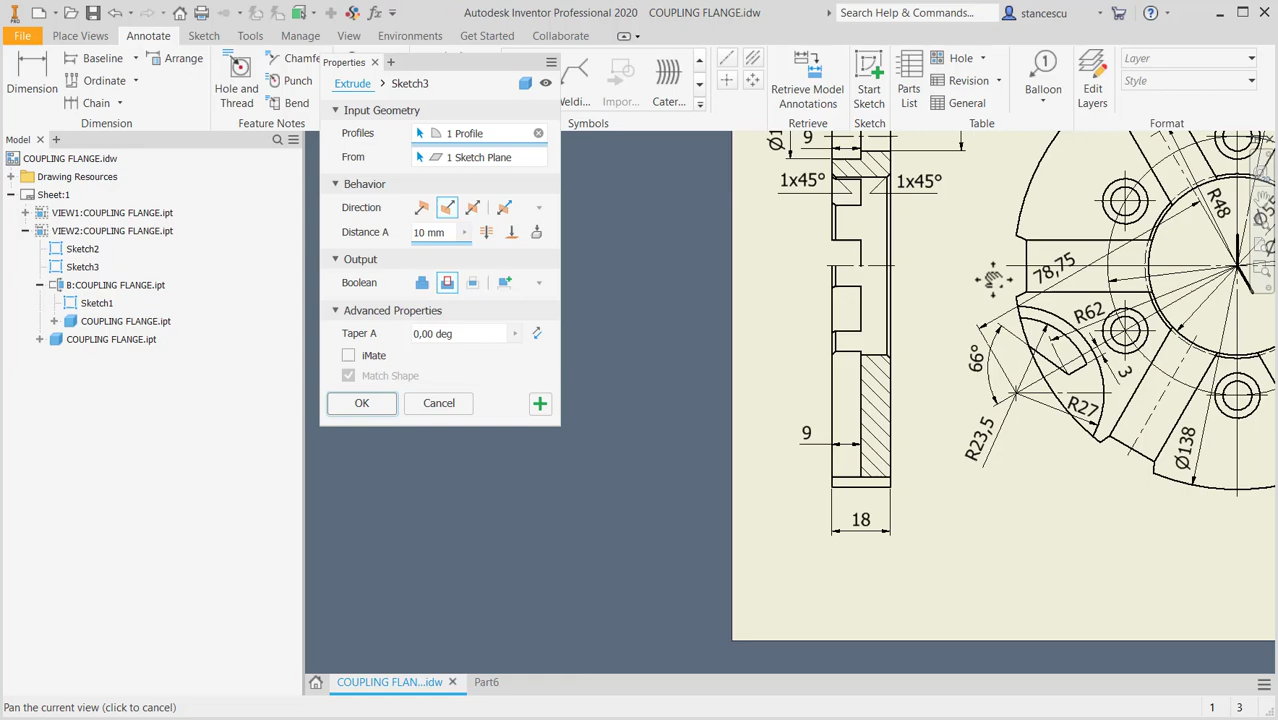 PRO
Autodesk Inventor Professional 2020 COUPLING FLANGE.idw
Search Help & Commands...
stancescu
File
Place Views
Annotate
Sketch
Tools
Manage
View
Environments
Get Started
Collaborate
Dimension
Baseline
Ordinate
Chain
Arrange
Dimension
Hole and
Thread
Chamfe
Punch
Bend
Feature Notes
Weldi...
Impor...
Cater...
Symbols
Retrieve Model
Annotations
Retrieve
Start
Sketch
Sketch
Parts
List
Hole
Revision
General
Table
Balloon
Edit
Layers
Layer
Style
Format
Properties
Extrude > Sketch3
Input Geometry
Profiles
1 Profile
From
1 Sketch Plane
Behavior
Direction
Distance A
10 mm
Output
Boolean
Advanced Properties
Taper A
0,00 deg
iMate
Match Shape
OK
Cancel
Model
COUPLING FLANGE.idw
Drawing Resources
Sheet:1
VIEW1:COUPLING FLANGE.ipt
VIEW2:COUPLING FLANGE.ipt
Sketch2
Sketch3
B:COUPLING FLANGE.ipt
Sketch1
COUPLING FLANGE.ipt
COUPLING FLANGE.ipt
9
1x45°
1x45°
9
18
R48
78,75
R62
66°
3
R27
R23,5
Ø138
COUPLING FLAN...idw
Part6
Pan the current view (click to cancel)
1
3